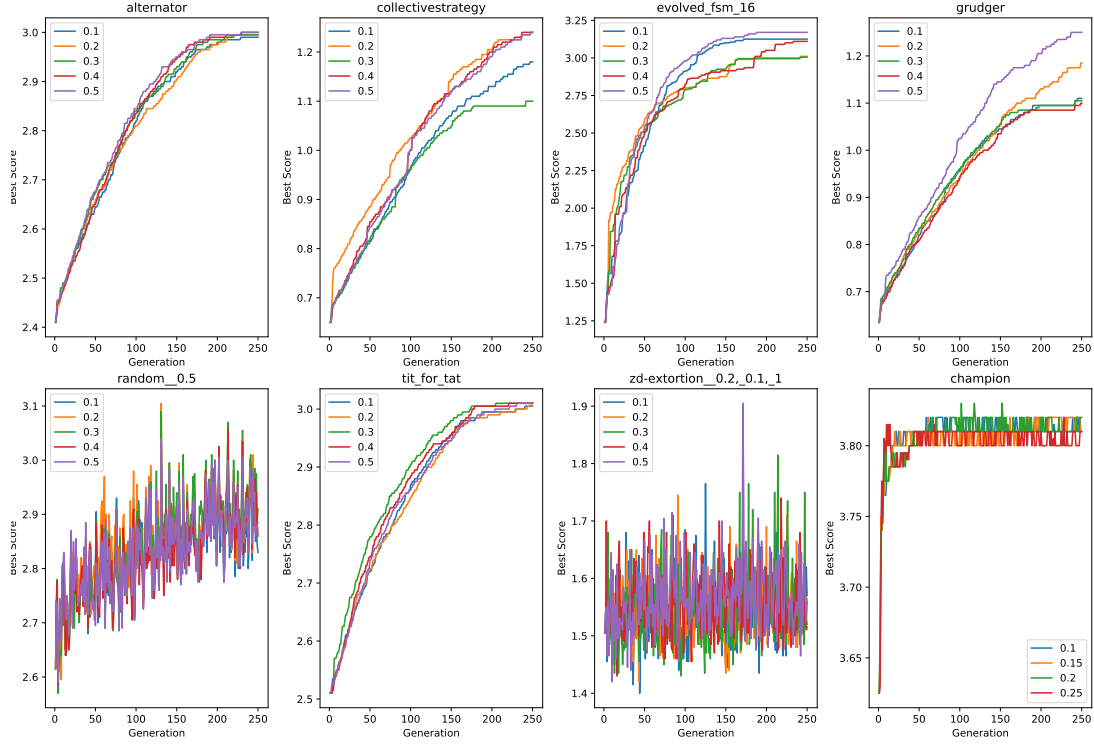 alternator
collectivestrategy
evolved_fsm_16
grudger
3.0
2.9
2.8
2.7
2.6
2.5
2.4
Best Score
0.1
0.2
0.3
0.4
0.5
0 50 100 150 200 250
Generation
1.2
1.1
1.0
0.9
0.8
0.7
Best Score
0.1
0.2
0.3
0.4
0.5
0 50 100 150 200 250
Generation
3.25
3.00
2.75
2.50
2.25
2.00
1.75
1.50
1.25
Best Score
0.1
0.2
0.3
0.4
0.5
0 50 100 150 200 250
Generation
1.2
1.1
1.0
0.9
0.8
0.7
Best Score
0.1
0.2
0.3
0.4
0.5
0 50 100 150 200 250
Generation
random__0.5
tit_for_tat
zd-extortion__0.2,_0.1,_1
champion
3.1
3.0
2.9
2.8
2.7
2.6
Best Score
0.1
0.2
0.3
0.4
0.5
0 50 100 150 200 250
Generation
3.0
2.9
2.8
2.7
2.6
2.5
Best Score
0.1
0.2
0.3
0.4
0.5
0 50 100 150 200 250
Generation
1.9
1.8
1.7
1.6
1.5
1.4
Best Score
0.1
0.2
0.3
0.4
0.5
0 50 100 150 200 250
Generation
3.80
3.75
3.70
3.65
Best Score
0.1
0.15
0.2
0.25
0 50 100 150 200 250
Generation